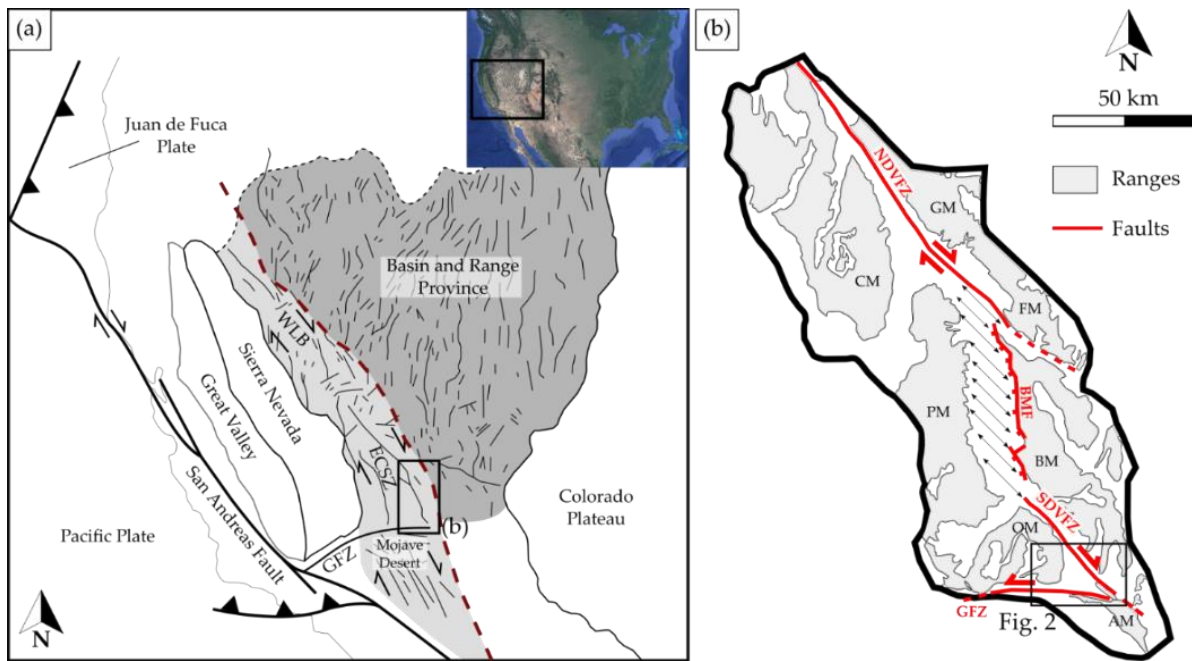 (a)
Juan de Fuca
Plate
Basin and Range
Province
WLB
Sierra Nevada
Great Valley
ECSZ
San Andreas Fault
(b)
Colorado
Plateau
Pacific Plate
GFZ
Mojave
Desert
N
(b)
N
50 km
Ranges
Faults
NDVFZ
GM
CM
FM
PM
BMF
BM
SDVFZ
OM
GFZ
Fig. 2
AM